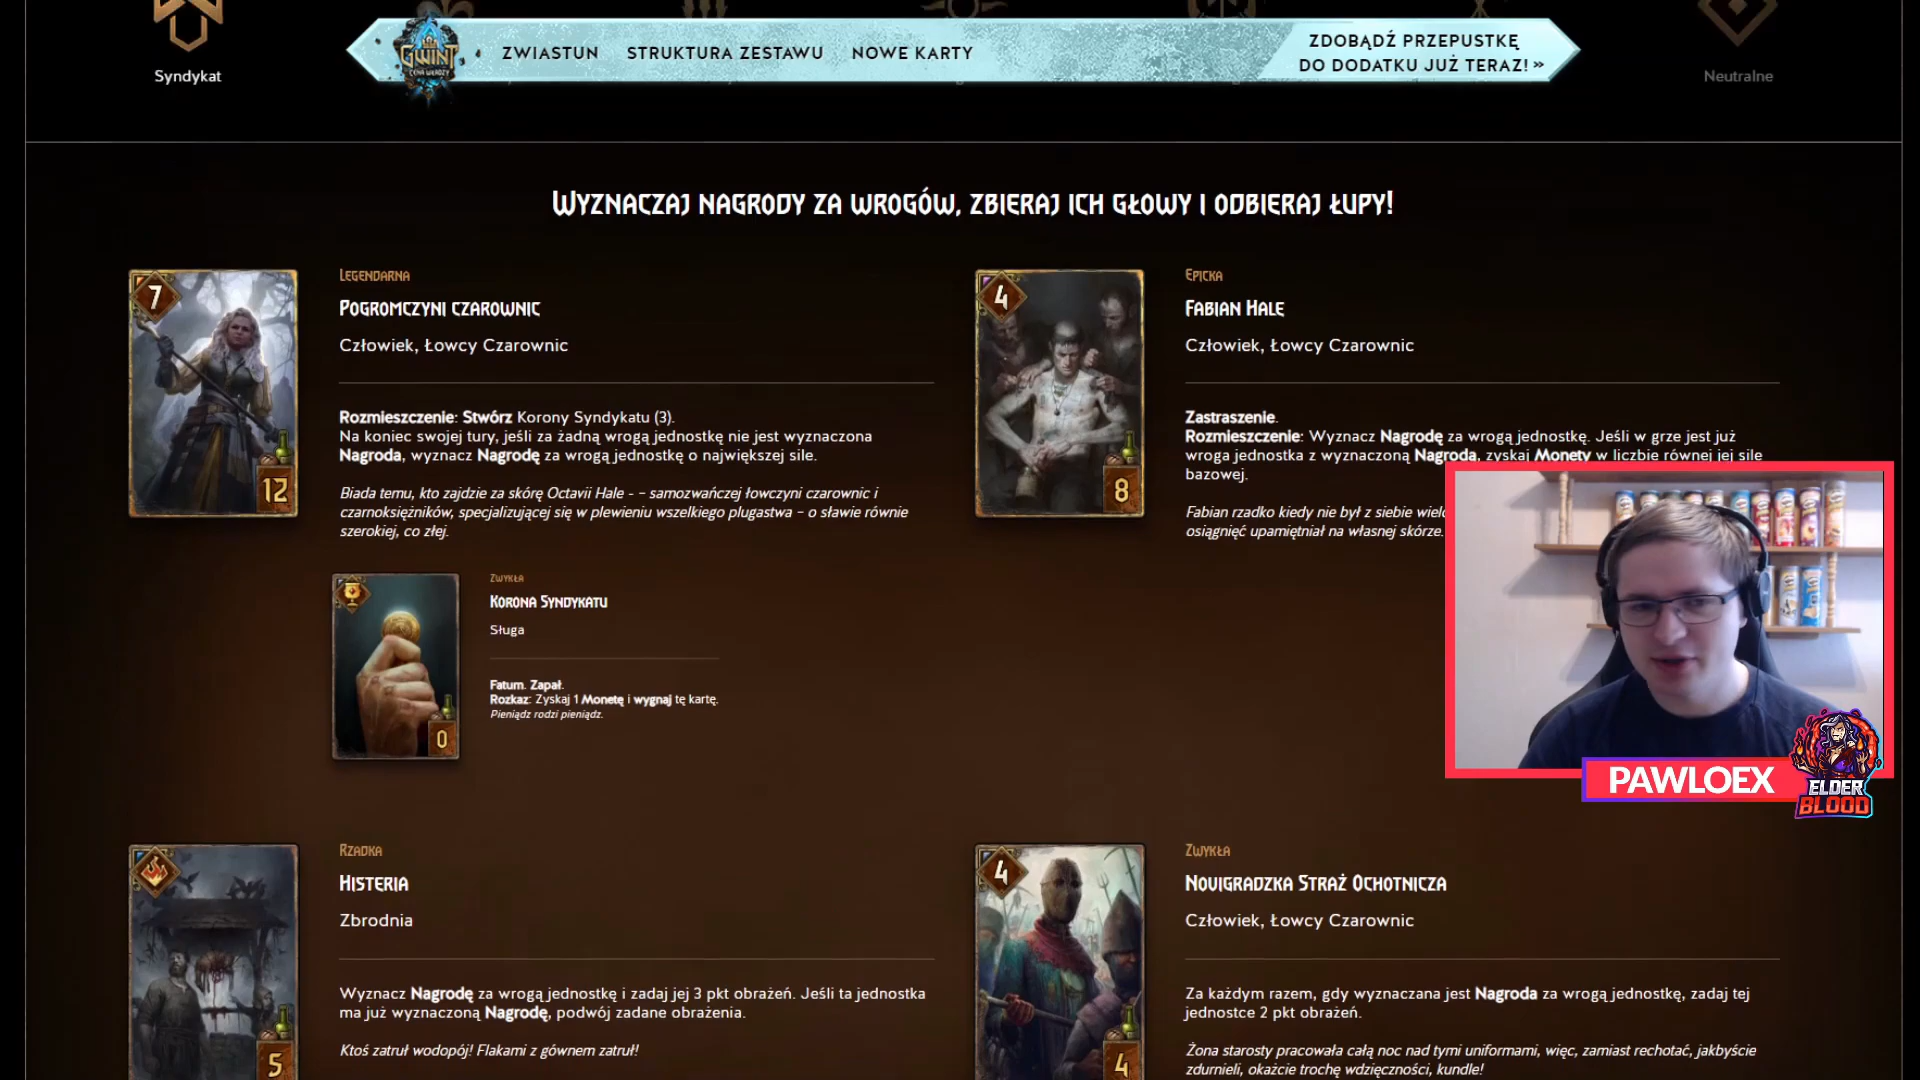 Syndykat
GWINT
CENA WŁADZY
ZWIASTUN
STRUKTURA ZESTAWU
NOWE KARTY
ZDOBĄDŹ PRZEPUSTKĘ
DO DODATKU JUŻ TERAZ! »
Neutralne
WYZNACZAJ NAGRODY ZA WROGÓW, ZBIERAJ ICH GŁOWY I ODBIERAJ ŁUPY!
7
12
LEGENDARNA
POGROMCZYNI CZAROWNIC
Człowiek, Łowcy Czarownic
Rozmieszczenie: Stwórz Korony Syndykatu (3).
Na koniec swojej tury, jeśli za żadną wrogą jednostkę nie jest wyznaczona
Nagroda, wyznacz Nagrodę za wrogą jednostkę o największej sile.
Biada temu, kto zajdzie za skórę Octavii Hale - – samozwańczej łowczyni czarownic i
czarnoksiężników, specjalizującej się w plewieniu wszelkiego plugastwa – o sławie równie
szerokiej, co złej.
4
8
EPICKA
FABIAN HALE
Człowiek, Łowcy Czarownic
Zastraszenie.
Rozmieszczenie: Wyznacz Nagrodę za wrogą jednostkę. Jeśli w grze jest już
wroga jednostka z wyznaczoną Nagrodą, zyskaj Monety w liczbie równej jej sile
bazowej.
Fabian rzadko kiedy nie był z siebie
osiągnięć upamiętniał na własnej skórze.
ZWYKŁA
KORONA SYNDYKATU
Sługa
Fatum. Zapał.
Rozkaz: Zyskaj 1 Monetę i wygnaj tę kartę.
Pieniądz rodzi pieniądz.
0
PAWLOEX
ELDER
BLOOD
RZADKA
HISTERIA
Zbrodnia
Wyznacz Nagrodę za wrogą jednostkę i zadaj jej 3 pkt obrażeń. Jeśli ta jednostka
ma już wyznaczoną Nagrodę, podwój zadane obrażenia.
Ktoś zatruł wodopój! Flakami z gównem zatruł!
5
4
4
ZWYKŁA
NOVIGRADZKA STRAŻ OCHOTNICZA
Człowiek, Łowcy Czarownic
Za każdym razem, gdy wyznaczana jest Nagroda za wrogą jednostkę, zadaj tej
jednostce 2 pkt obrażeń.
Żona starosty pracowała całą noc nad tymi uniformami, więc, zamiast rechotać, jakbyście
zdurnieli, okażcie trochę wdzięczności, kundle!